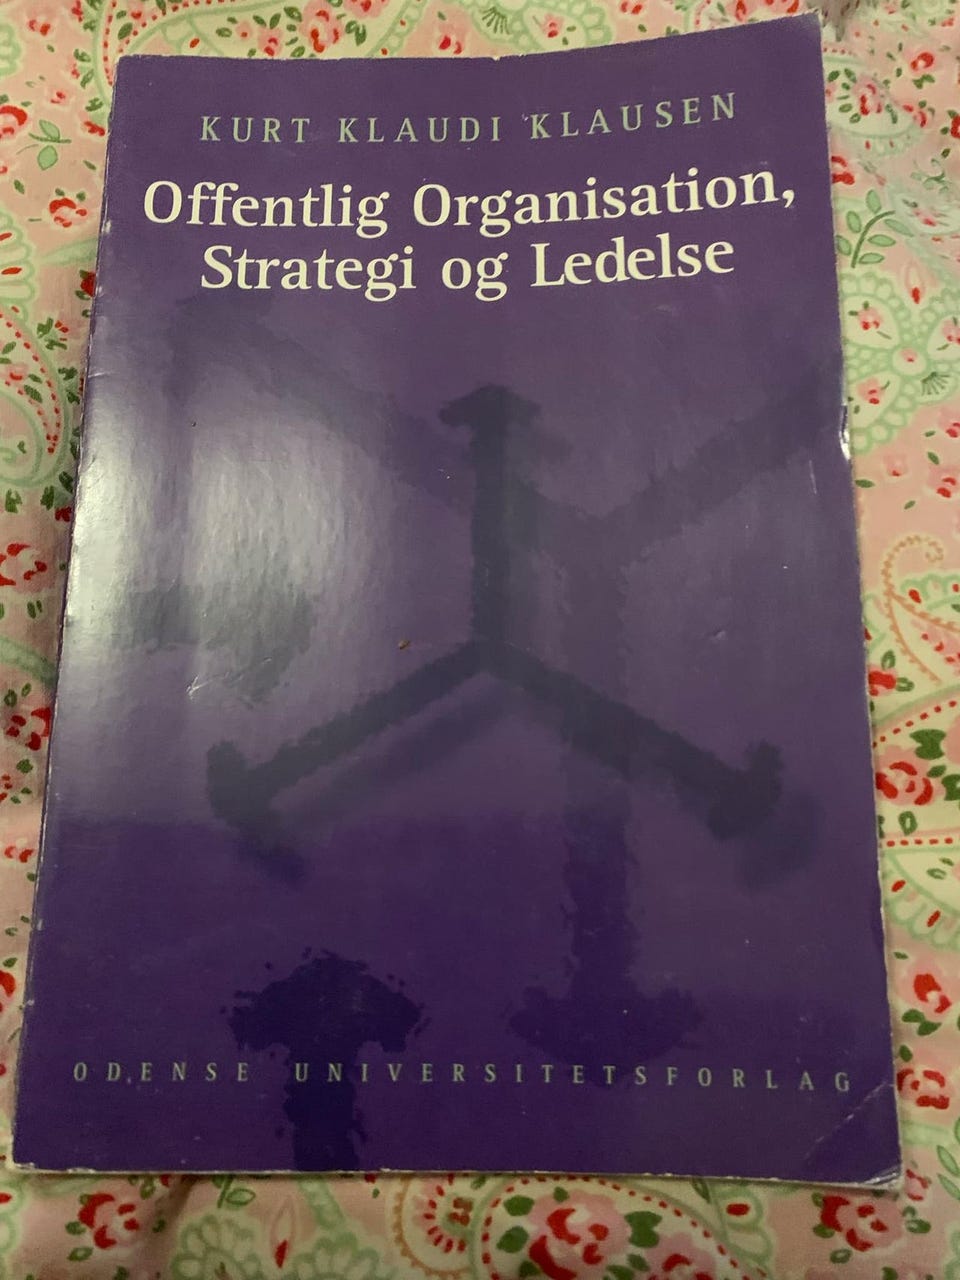 KURT KLAUDI KLAUSEN
Offentlig Organisation,
Strategi og Ledelse
ODENSE UNIVERSITETSFORLAG